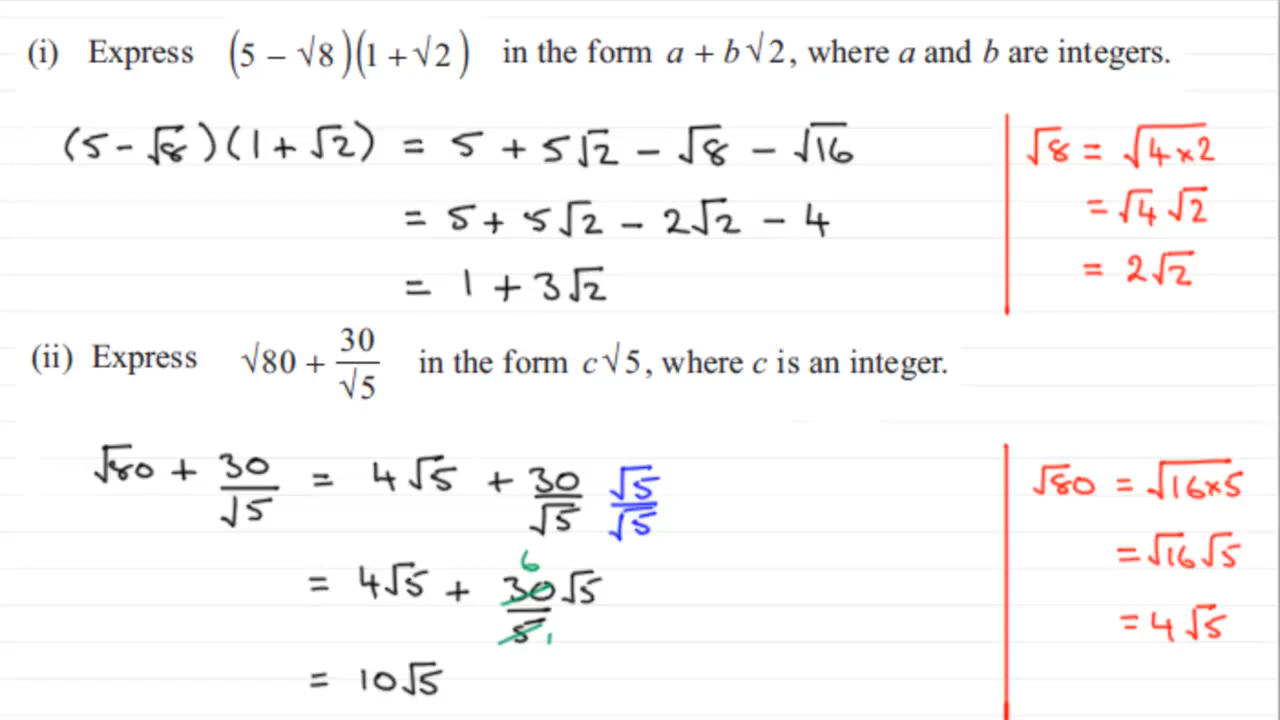 (i) Express (5 − √8)(1 + √2) in the form a + b√2, where a and b are integers.
(5 - √8)(1 + √2) = 5 + 5√2 - √8 - √16
= 5 + 5√2 - 2√2 - 4
= 1 + 3√2
√8 = √4×2
= √4 √2
= 2√2
(ii) Express √80 + 30/√5 in the form c√5, where c is an integer.
√80 + 30/√5 = 4√5 + 30/√5 √5/√5
= 4√5 + 30/5 √5 6 1
= 10√5
√80 = √16×5
= √16 √5
= 4√5